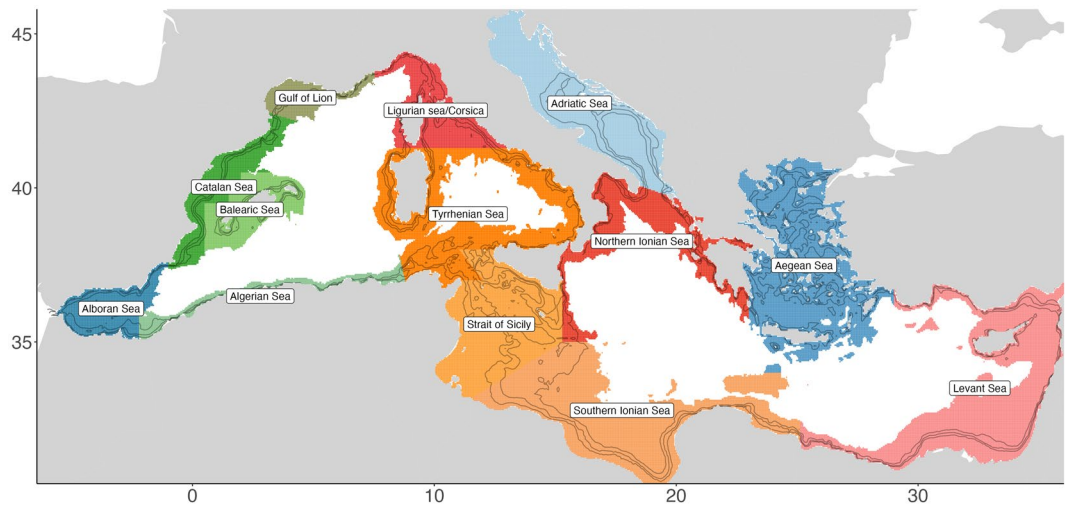 45
Adriatic Sea
Gulf of Lion
Ligurian sea/Corsica
40
Catalan Sea
Balearic Sea
Tyrrhenian Sea
Northern Ionian Sea
Aegean Sea
Algerian Sea
Alboran Sea
Strait of Sicily
35
Levant Sea
Southern Ionian Sea
0
10
20
30